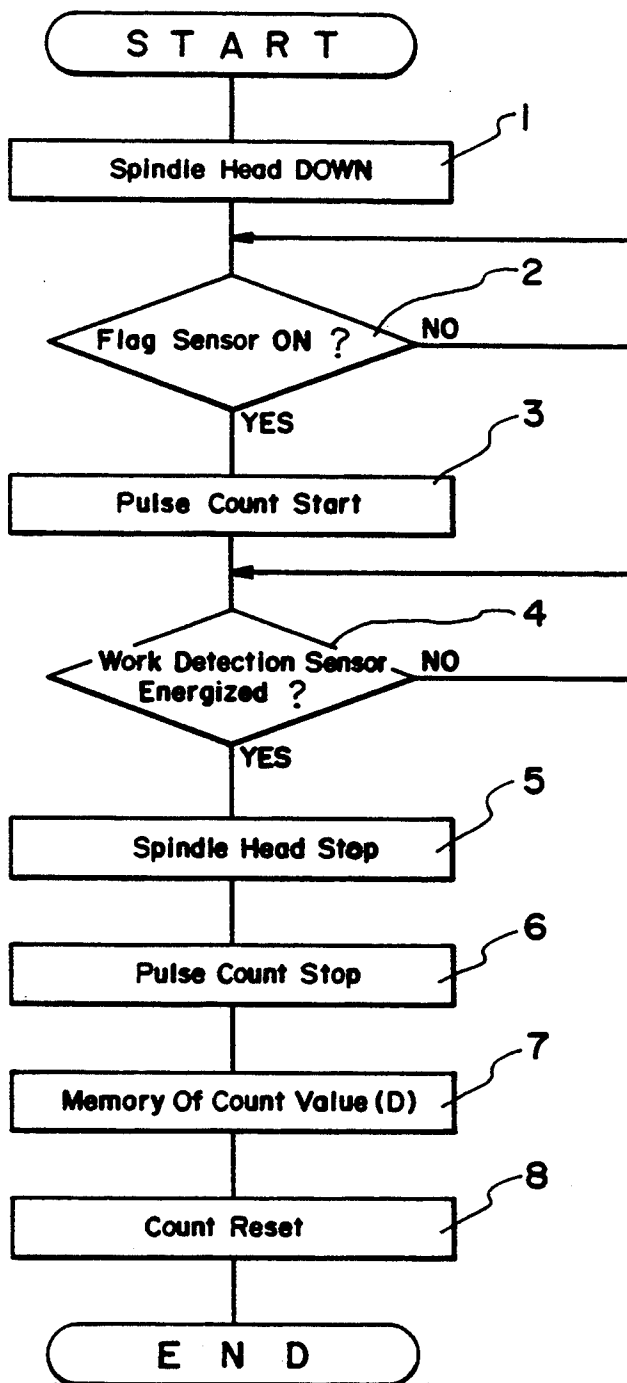 START
1
Spindle Head DOWN
2
Flag Sensor ON ?
NO
YES
3
Pulse Count Start
4
Work Detection Sensor
NO
Energized ?
YES
5
Spindle Head Stop
6
Pulse Count Stop
7
Memory Of Count Value (D)
8
Count Reset
END